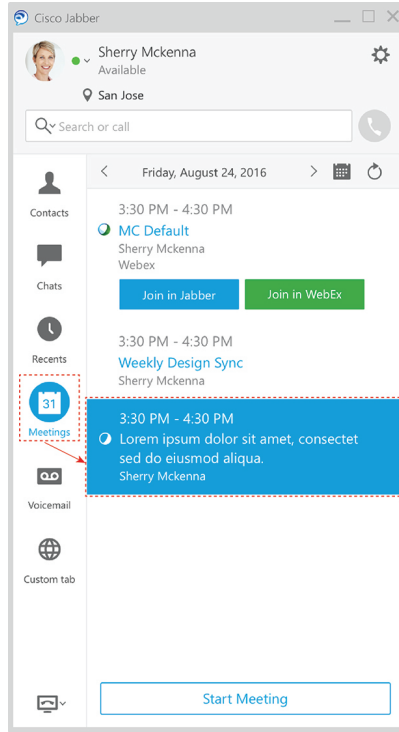 Cisco Jabber
Sherry Mckenna
Available
San Jose
Search or call
Contacts
Chats
Recents
31
Meetings
Voicemail
Custom tab
Friday, August 24, 2016
3:30 PM - 4:30 PM
MC Default
Sherry Mckenna
Webex
Join in Jabber
Join in WebEx
3:30 PM - 4:30 PM
Weekly Design Sync
Sherry Mckenna
3:30 PM - 4:30 PM
Lorem ipsum dolor sit amet, consectet
sed do eiusmod aliqua.
Sherry Mckenna
Start Meeting